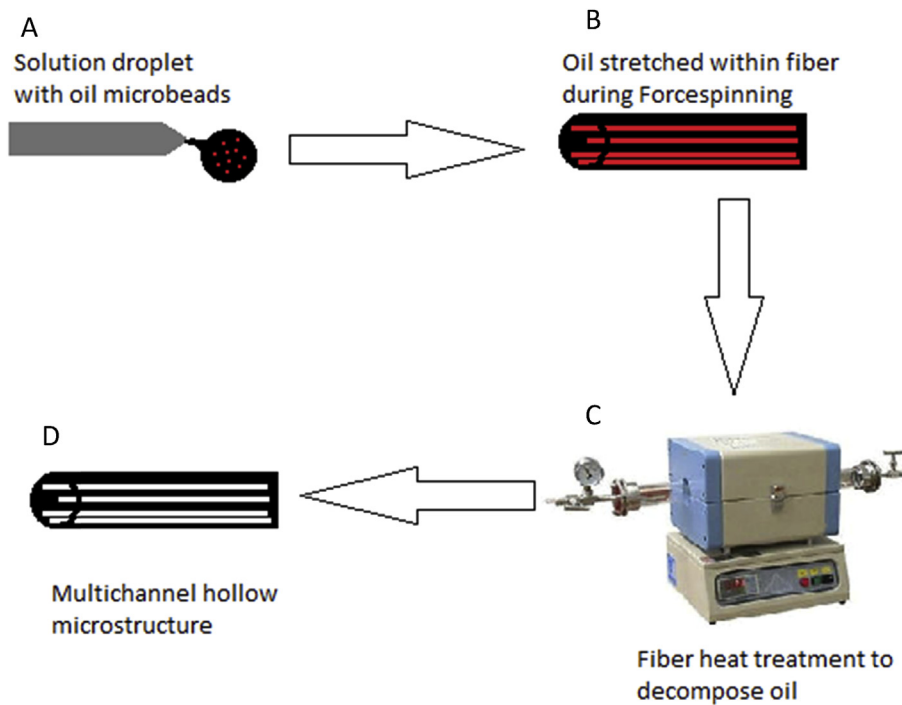 A
Solution droplet
with oil microbeads
B
Oil stretched within fiber
during Forcespinning
C
Fiber heat treatment to
decompose oil
D
Multichannel hollow
microstructure